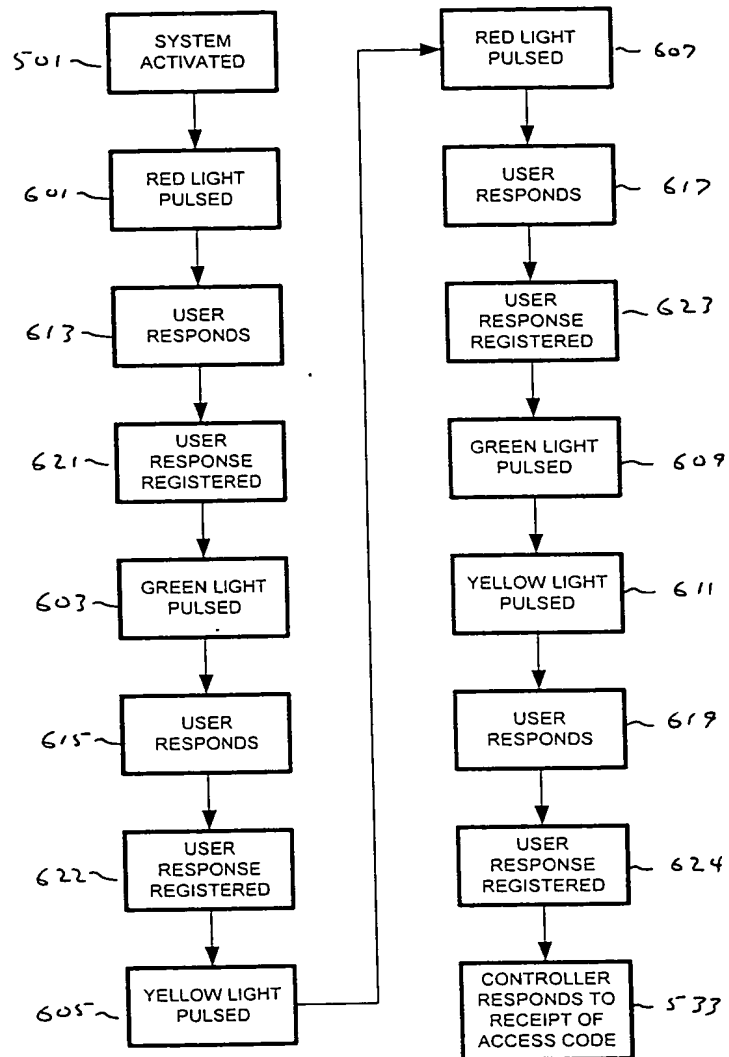 501
SYSTEM
ACTIVATED
601
RED LIGHT
PULSED
613
USER
RESPONDS
621
USER
RESPONSE
REGISTERED
603
GREEN LIGHT
PULSED
615
USER
RESPONDS
622
USER
RESPONSE
REGISTERED
605
YELLOW LIGHT
PULSED
RED LIGHT
PULSED
607
USER
RESPONDS
617
USER
RESPONSE
REGISTERED
623
GREEN LIGHT
PULSED
609
YELLOW LIGHT
PULSED
611
USER
RESPONDS
619
USER
RESPONSE
REGISTERED
624
CONTROLLER
RESPONDS TO
RECEIPT OF
ACCESS CODE
533